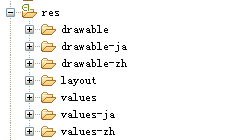 res
drawable
drawable-ja
drawable-zh
layout
values
values-ja
values-zh